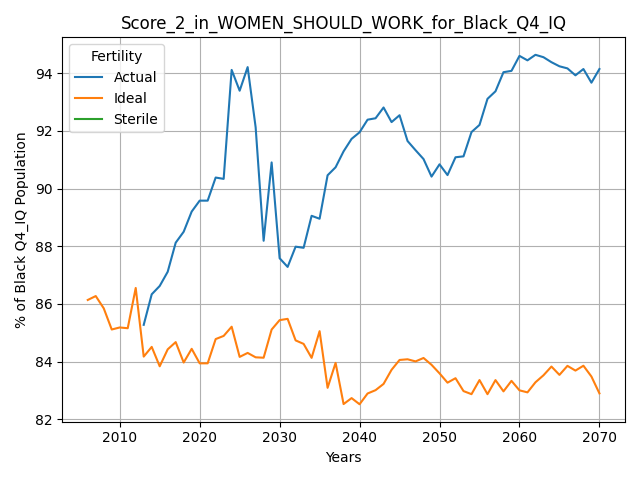 Score_2_in_WOMEN_SHOULD_WORK_for_Black_Q4_IQ
Fertility
Actual
Ideal
Sterile
% of Black Q4_IQ Population
94
92
90
88
86
84
82
2010
2020
2030
2040
2050
2060
2070
Years